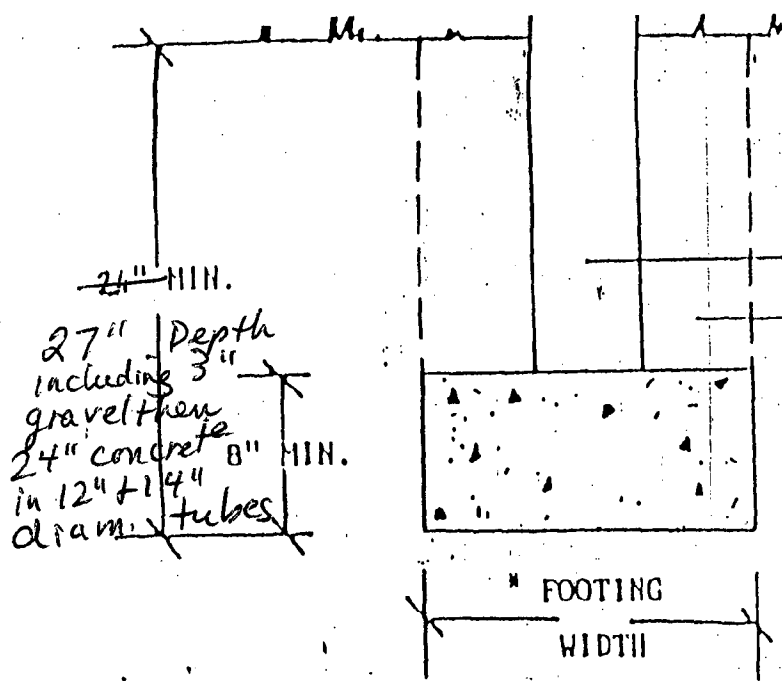 24" MIN.
27" Depth
including 3"
gravel then
24" concrete
in 12" + 14"
diam. tubes
8" MIN.
* FOOTING
WIDTH